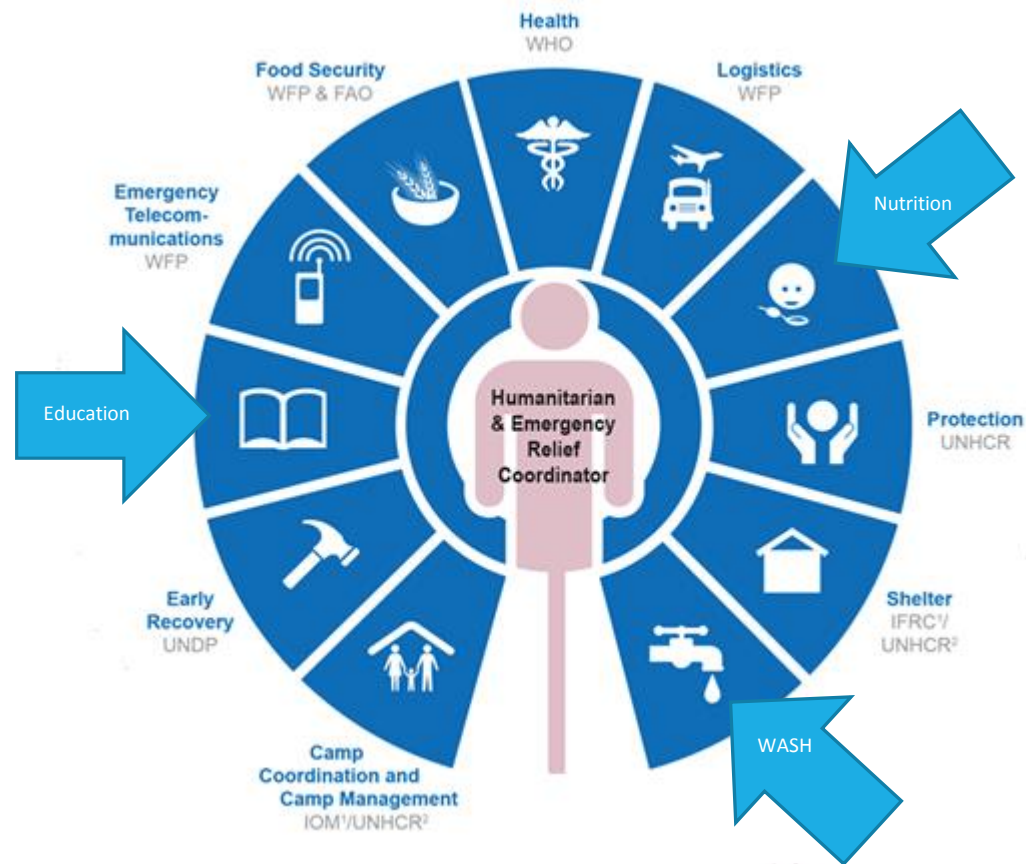 Health
WHO
Food Security
WFP & FAO
Logistics
WFP
Nutrition
Emergency
Telecom-
munications
WFP
Education
Humanitarian
& Emergency
Relief
Coordinator
Protection
UNHCR
Early
Recovery
UNDP
Shelter
IFRC¹/
UNHCR²
WASH
Camp
Coordination and
Camp Management
IOM¹/UNHCR²